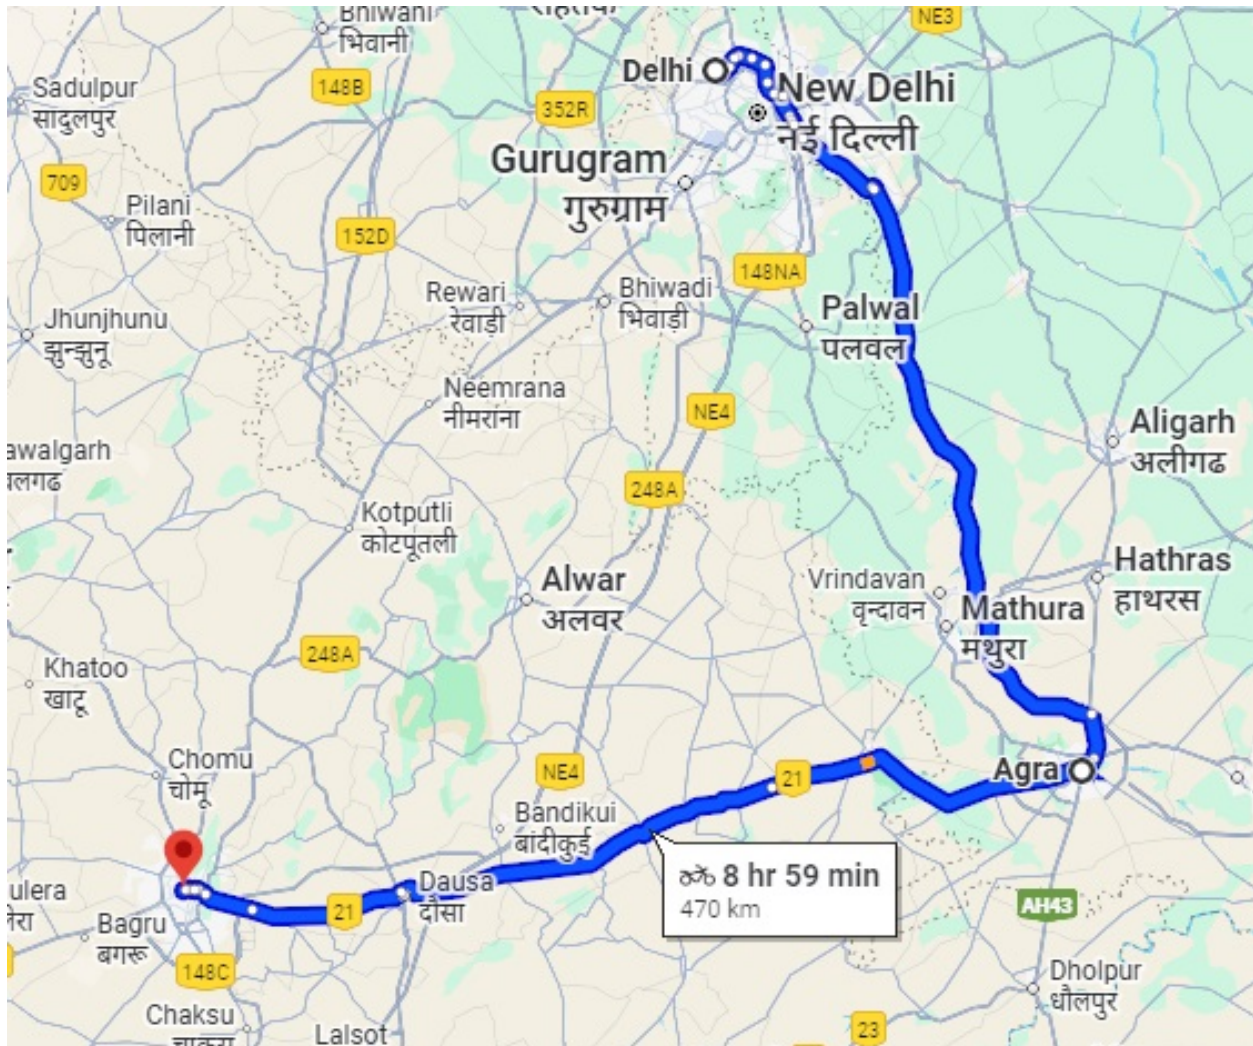 Bhiwani
भिवानी
NE3
Delhi
New Delhi
नई दिल्ली
Sadulpur
सादुलपुर
148B
352R
Gurugram
गुरुग्राम
709
Pilani
पिलानी
152D
148NA
Rewari
रेवाड़ी
Bhiwadi
भिवाड़ी
Palwal
पलवल
Jhunjhunu
झुन्झुनू
Neemrana
नीमराना
NE4
Aligarh
अलीगढ
awalgarh
वलगढ
248A
Kotputli
कोटपूतली
Alwar
अलवर
Vrindavan
वृन्दावन
Hathras
हाथरस
Mathura
मथुरा
248A
Khatoo
खाटू
Chomu
चोमू
NE4
21
Agra
Bandikui
बांदीकुई
8 hr 59 min
470 km
Dausa
दौसा
21
ulera
लेरा
Bagru
बगरू
AH43
148C
Dholpur
धौलपुर
Chaksu
Lalsot
23